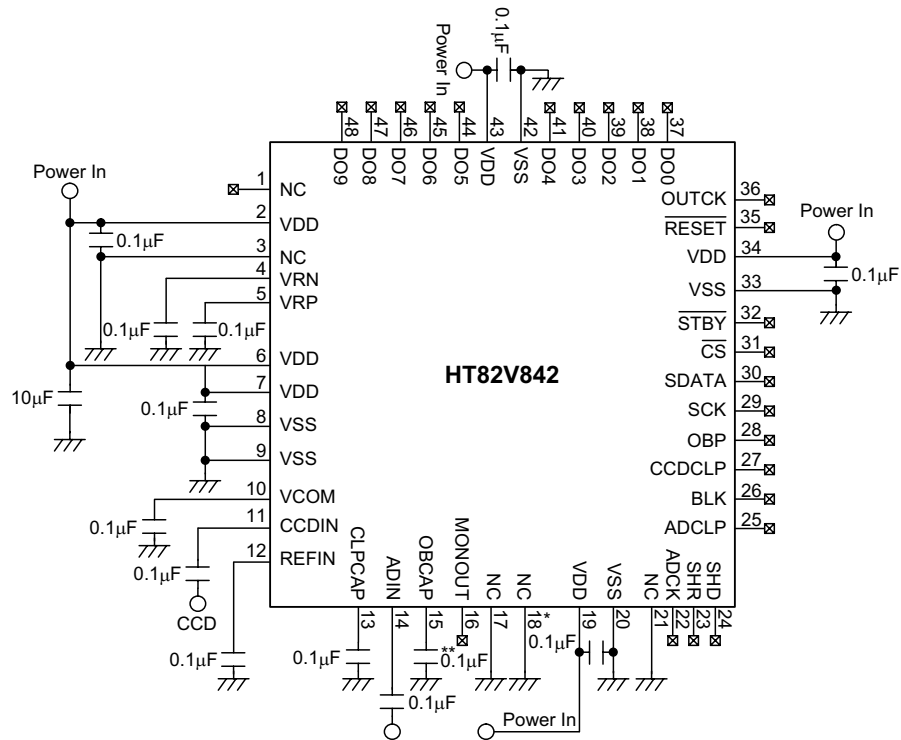 0.1µF
Power In
48
47
46
45
44
43
42
41
40
39
38
37
DO9
DO8
DO7
DO6
DO5
VDD
VSS
DO4
DO3
DO2
DO1
DO0
Power In
1
NC
2
VDD
0.1µF
3
NC
4
VRN
5
VRP
0.1µF
0.1µF
6
VDD
10µF
7
VDD
0.1µF
8
VSS
9
VSS
10
VCOM
0.1µF
11
CCDIN
12
REFIN
0.1µF
CCD
0.1µF
HT82V842
OUTCK
36
RESET
35
Power In
VDD
34
0.1µF
VSS
33
STBY
32
CS
31
SDATA
30
SCK
29
OBP
28
CCDCLP
27
BLK
26
ADCLP
25
CLPCAP
ADIN
OBCAP
MONOUT
NC
NC
VDD
VSS
NC
ADCK
SHR
SHD
13
14
15
16
17
18*
19
20
21
22
23
24
0.1µF
**
0.1µF
0.1µF
0.1µF
Power In